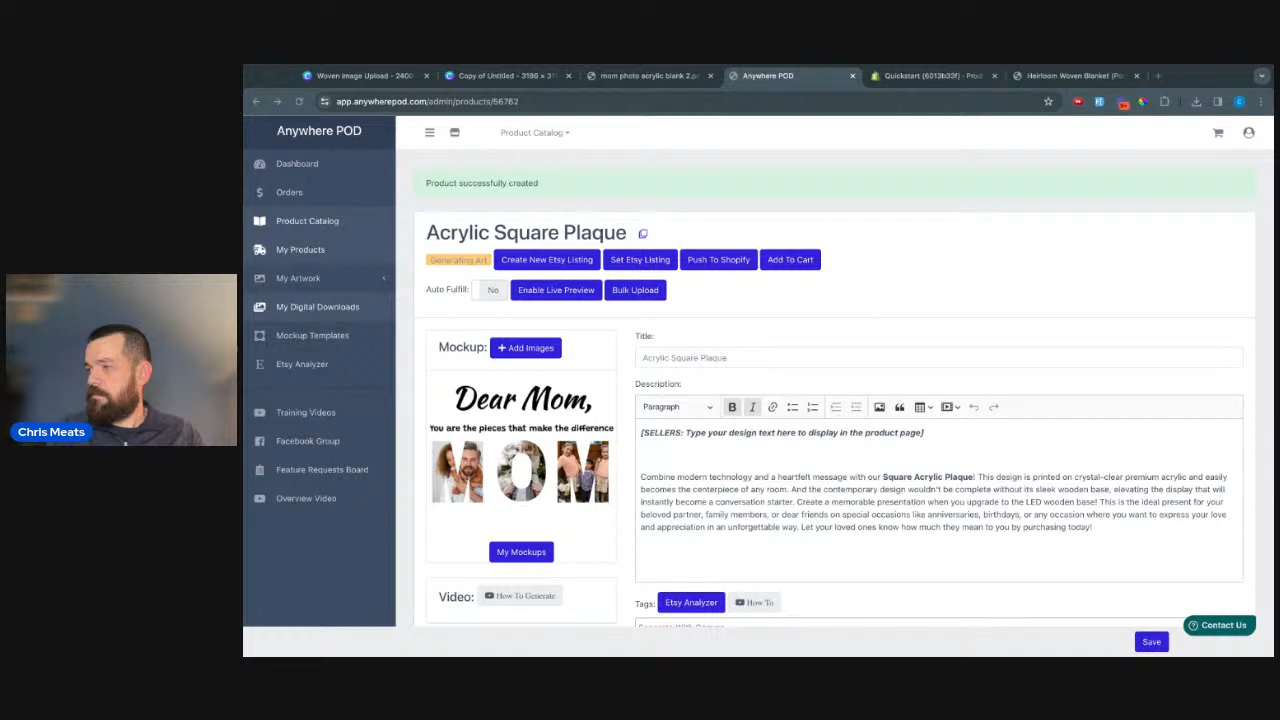 Woven Image Upload - 2400
Copy of Untitled - 3186 × 31
mom photo acrylic blank 2.p
Anywhere POD
Quickstart (6013b33f) - Prod
Heirloom Woven Blanket (Po
app.anywherepod.com/admin/products/56762
Anywhere POD
Product Catalog
Dashboard
Orders
Product Catalog
My Products
My Artwork
My Digital Downloads
Mockup Templates
Etsy Analyzer
Training Videos
Facebook Group
Feature Requests Board
Overview Video
Product successfully created
Acrylic Square Plaque
Generating Art
Create New Etsy Listing
Set Etsy Listing
Push To Shopify
Add To Cart
Auto Fulfill:
No
Enable Live Preview
Bulk Upload
Mockup:
+ Add Images
Dear Mom,
You are the pieces that make the difference
MOM
My Mockups
Video:
How To Generate
Title:
Acrylic Square Plaque
Description:
Paragraph
B I
[SELLERS: Type your design text here to display in the product page]
Combine modern technology and a heartfelt message with our Square Acrylic Plaque! This design is printed on crystal-clear premium acrylic and easily
becomes the centerpiece of any room. And the contemporary design wouldn't be complete without its sleek wooden base, elevating the display that will
instantly become a conversation starter. Create a memorable presentation when you upgrade to the LED wooden base! This is the ideal present for your
beloved partner, family members, or dear friends on special occasions like anniversaries, birthdays, or any occasion where you want to express your love
and appreciation in an unforgettable way. Let your loved ones know how much they mean to you by purchasing today!
Tags:
Etsy Analyzer
How To
Contact Us
Save
Chris Meats